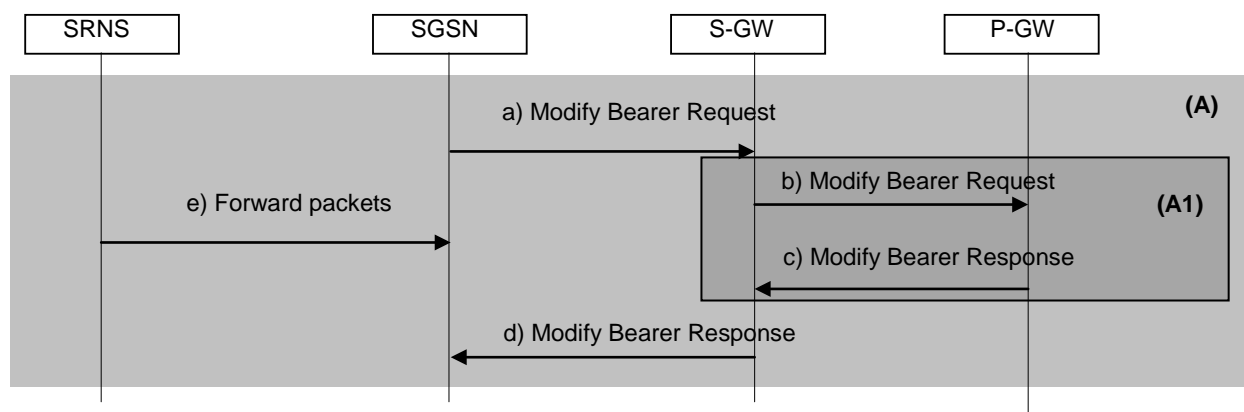 SRNS
SGSN
S-GW
P-GW
(A)
a) Modify Bearer Request
b) Modify Bearer Request
(A1)
e) Forward packets
c) Modify Bearer Response
d) Modify Bearer Response